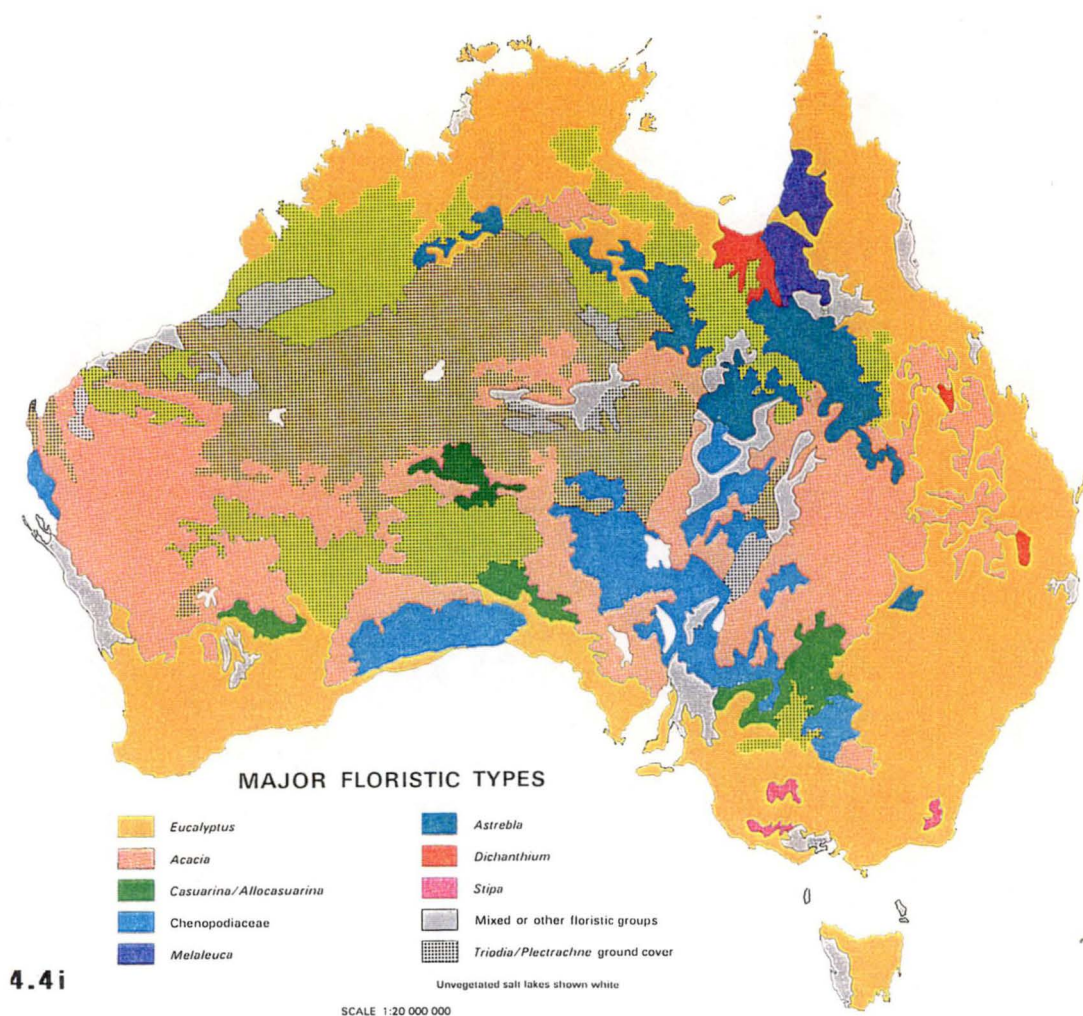 MAJOR FLORISTIC TYPES
Eucalyptus
Acacia
Casuarina/Allocasuarina
Chenopodiaceae
Melaleuca
Astrebla
Dichanthium
Stipa
Mixed or other floristic groups
Triodia/Plectrachne ground cover
Unvegetated salt lakes shown white
4.4i
SCALE 1:20 000 000